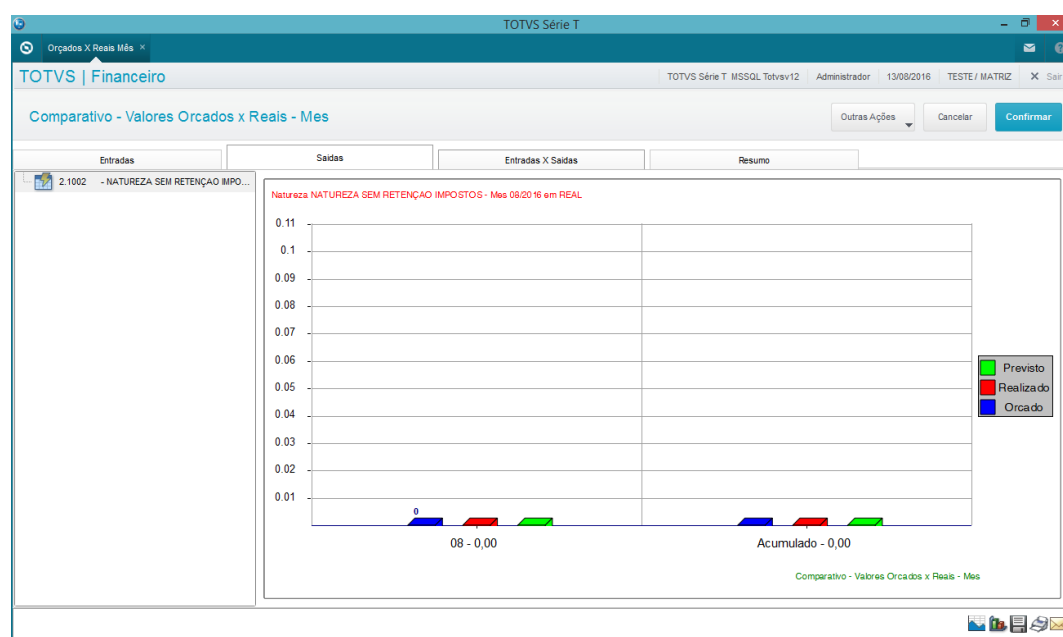 TOTVS Série T
Orçados X Reais Mês ×
TOTVS | Financeiro
TOTVS Série T MSSQL Totvsv12 Administrador 13/08/2016 TESTE / MATRIZ X Sair
Comparativo - Valores Orcados x Reais - Mes
Outras Ações Cancelar Confirmar
Entradas Saidas Entradas X Saidas Resumo
2.1002 - NATUREZA SEM RETENÇAO IMPO...
Natureza NATUREZA SEM RETENÇAO IMPOSTOS - Mes 08/2016 em REAL
0.11
0.1
0.09
0.08
0.07
0.06
0.05
0.04
0.03
0.02
0.01
Previsto
Realizado
Orcado
0
08 - 0,00 Acumulado - 0,00
Comparativo - Valores Orcados x Reais - Mes